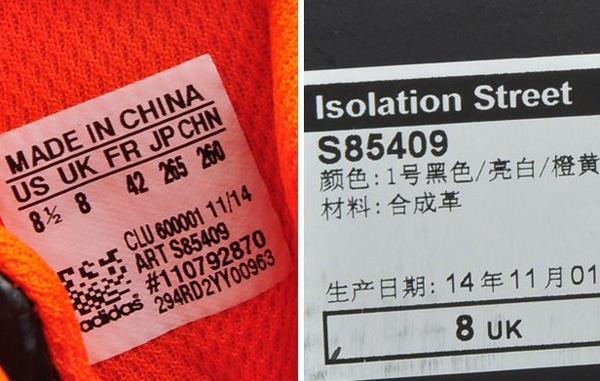 MADE IN CHINA
US UK FR JP CHN
8½ 8 42 265 260
CLU 600001 11/14
ART S85409
#110792870
294RD2YY00963
adidas
Isolation Street
S85409
颜色:1号黑色/亮白/橙黄
材料:合成革
生产日期: 14年11月01
8 UK